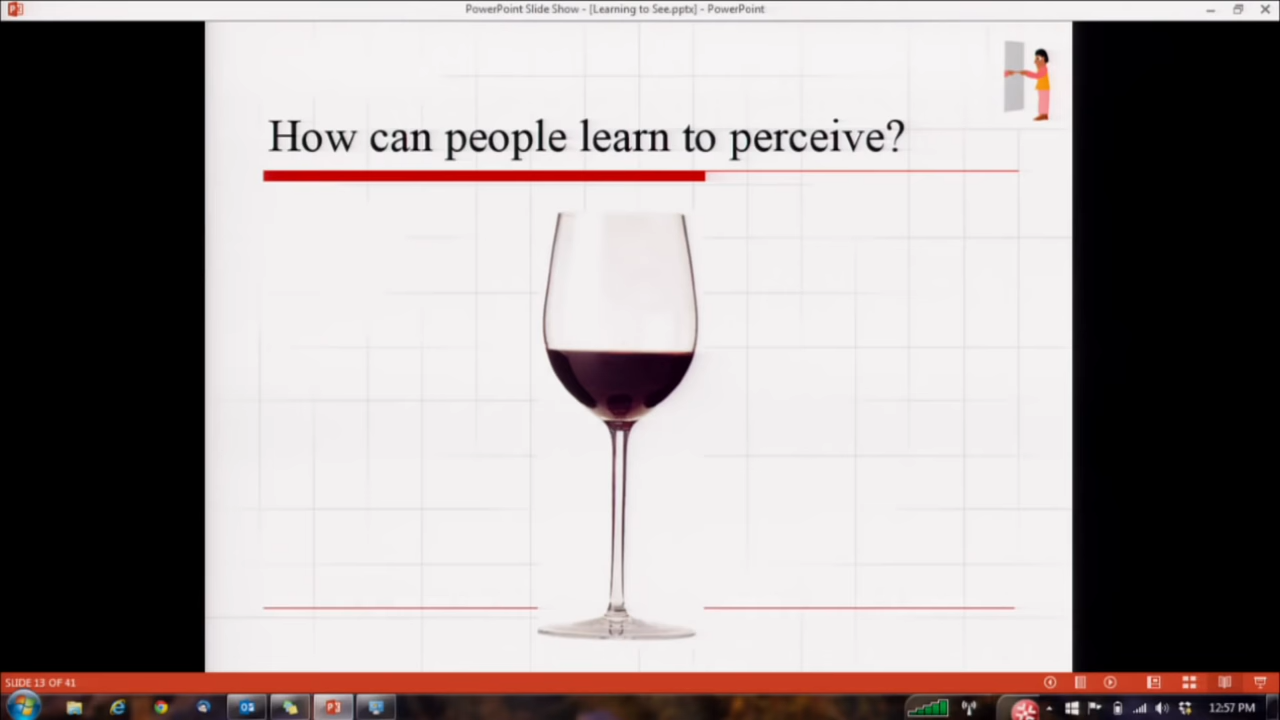 PowerPoint Slide Show - [Learning to See.pptx] - PowerPoint
How can people learn to perceive?
SLIDE 13 OF 41
12:57 PM